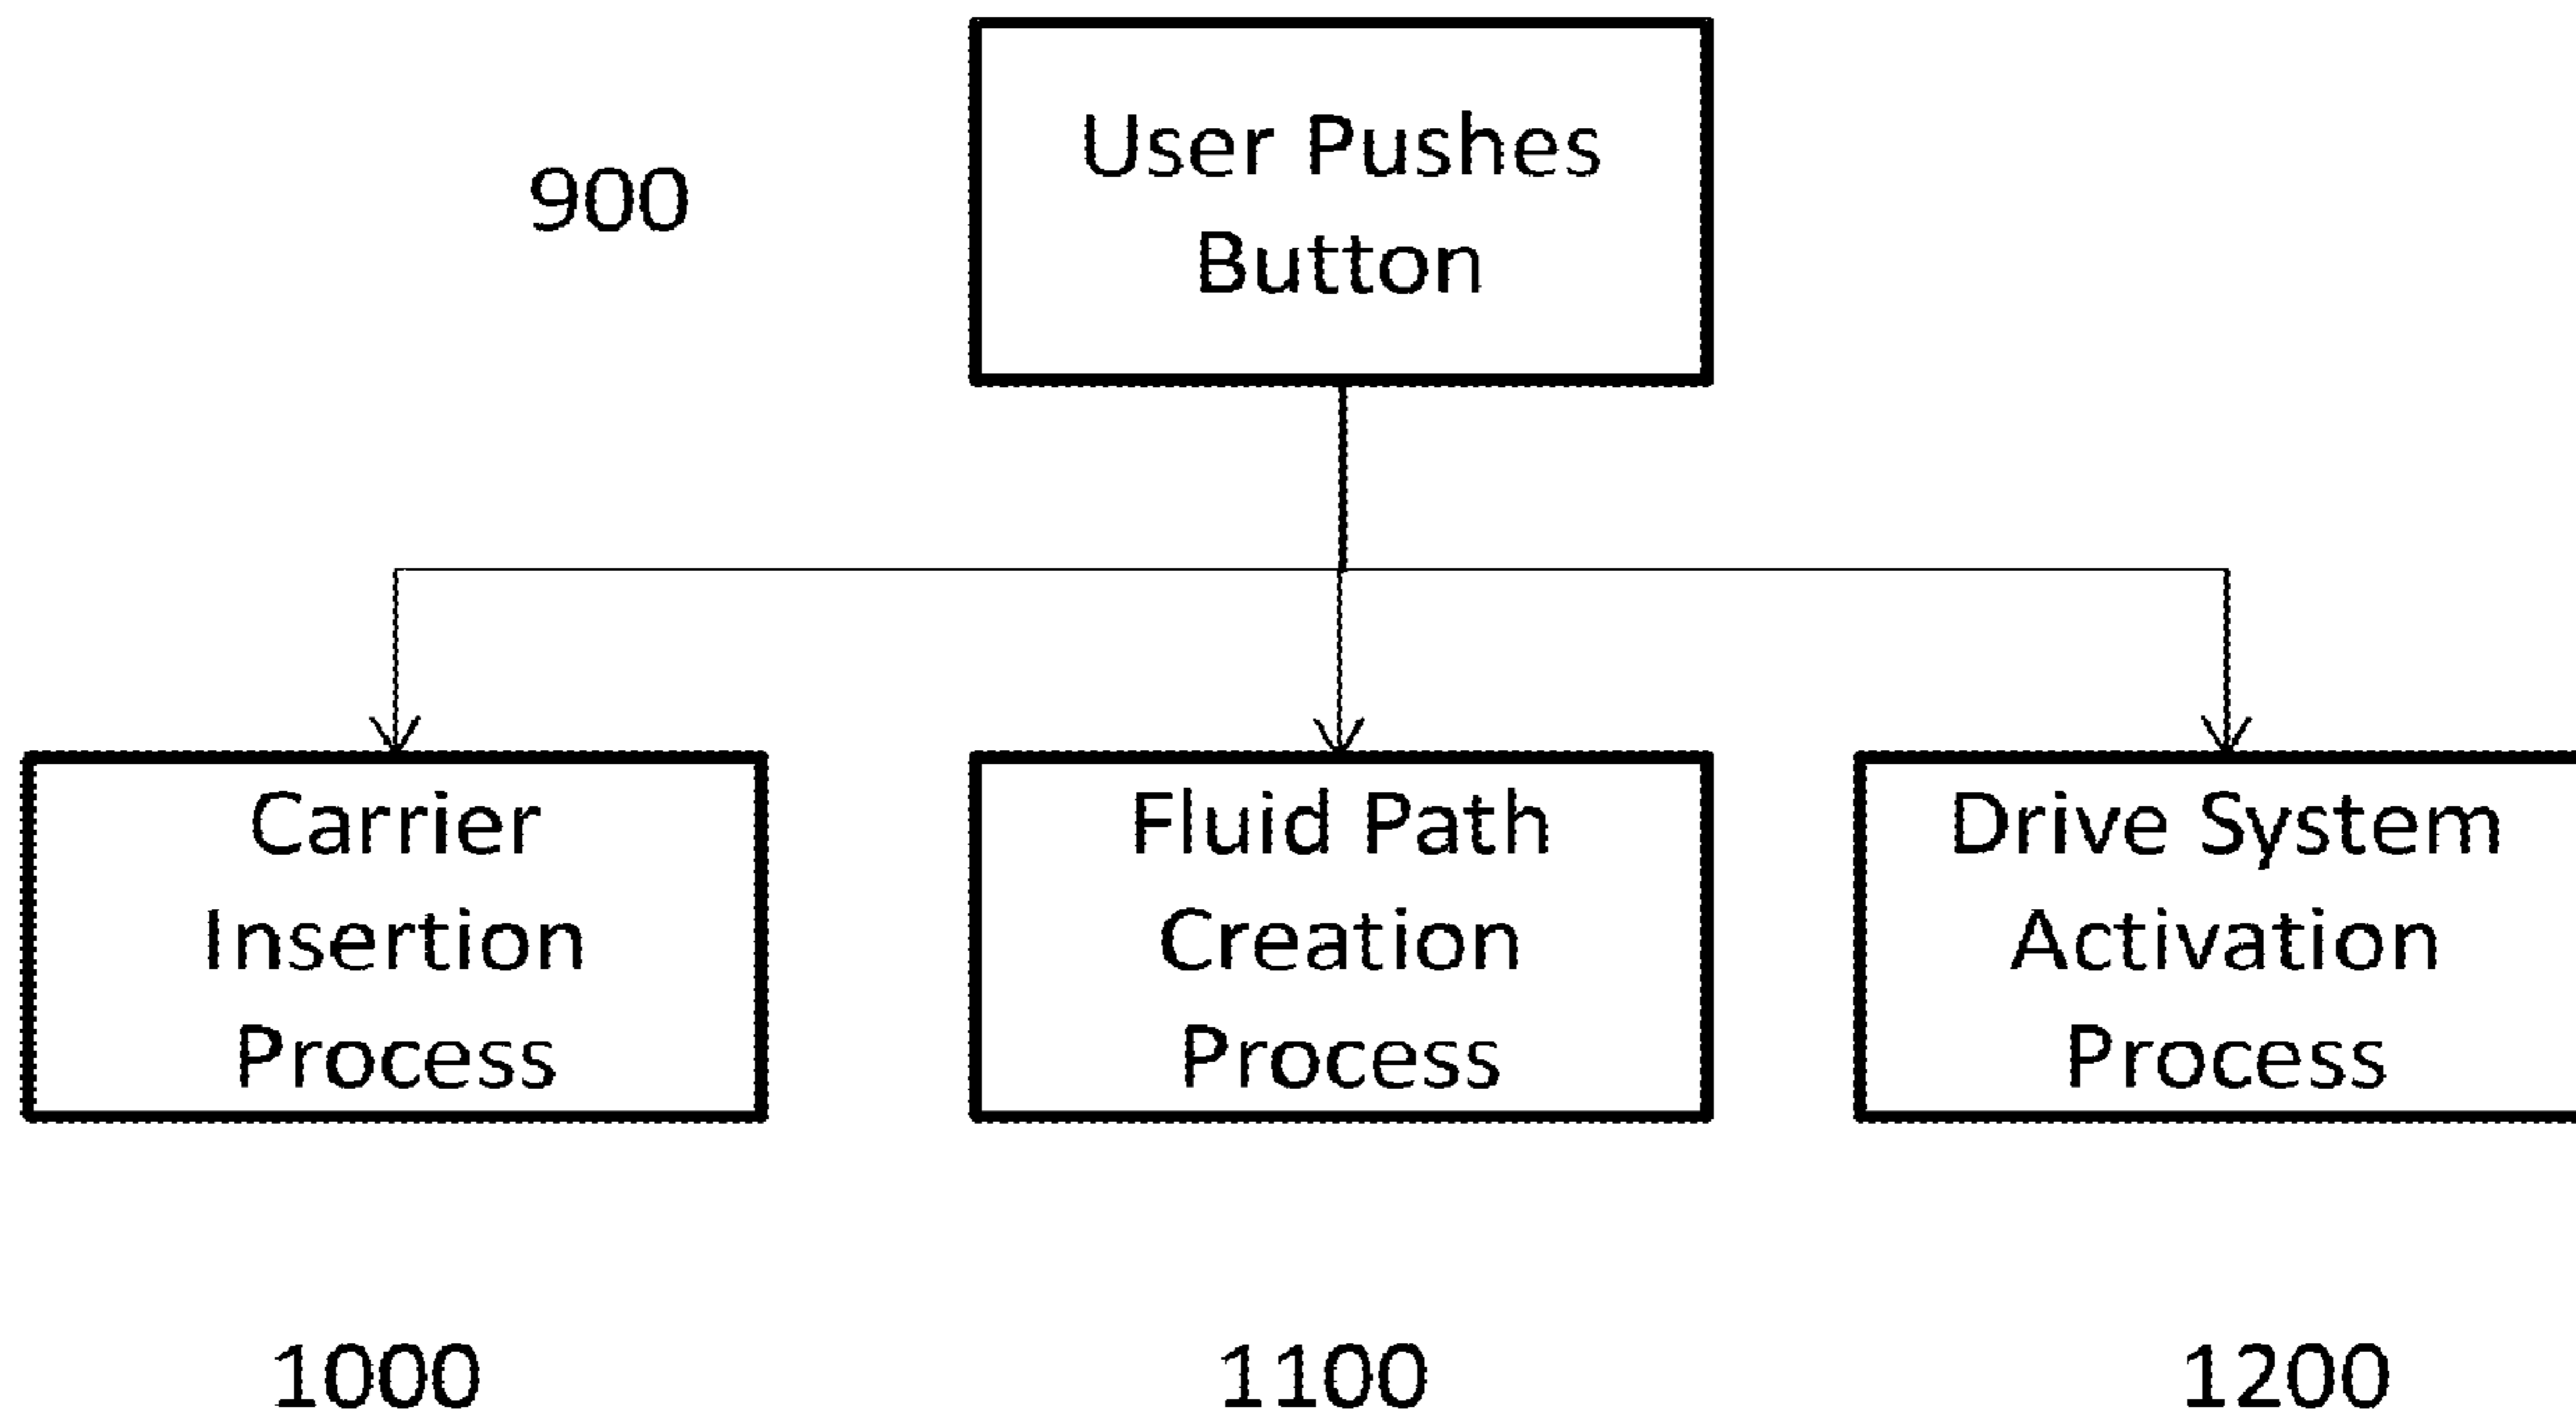 900
User Pushes
Button
Carrier
Insertion
Process
Fluid Path
Creation
Process
Drive System
Activation
Process
1000
1100
1200